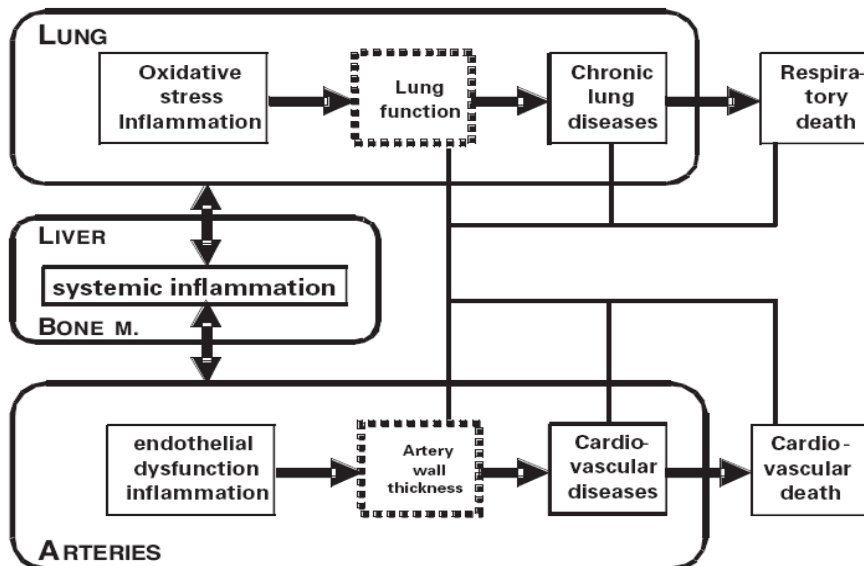 LUNG
Oxidative
stress
Inflammation
Lung
function
Chronic
lung
diseases
Respira-
tory
death
LIVER
systemic inflammation
BONE M.
endothelial
dysfunction
inflammation
Artery
wall
thickness
Cardio-
vascular
diseases
Cardio-
vascular
death
ARTERIES